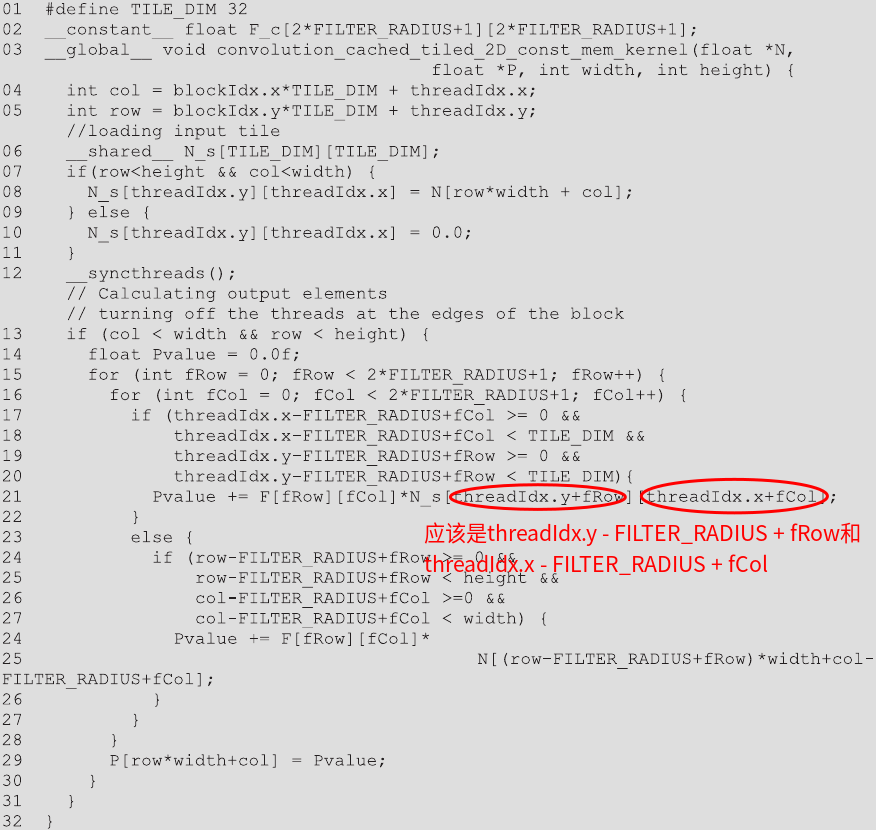 01 #define TILE_DIM 32
02 __constant__ float F_c[2*FILTER_RADIUS+1][2*FILTER_RADIUS+1];
03 __global__ void convolution_cached_tiled_2D_const_mem_kernel(float *N,
float *P, int width, int height) {
04 int col = blockIdx.x*TILE_DIM + threadIdx.x;
05 int row = blockIdx.y*TILE_DIM + threadIdx.y;
//loading input tile
06 __shared__ N_s[TILE_DIM][TILE_DIM];
07 if(row<height && col<width) {
08 N_s[threadIdx.y][threadIdx.x] = N[row*width + col];
09 } else {
10 N_s[threadIdx.y][threadIdx.x] = 0.0;
11 }
12 __syncthreads();
// Calculating output elements
// turning off the threads at the edges of the block
13 if (col < width && row < height) {
14 float Pvalue = 0.0f;
15 for (int fRow = 0; fRow < 2*FILTER_RADIUS+1; fRow++) {
16 for (int fCol = 0; fCol < 2*FILTER_RADIUS+1; fCol++) {
17 if (threadIdx.x-FILTER_RADIUS+fCol >= 0 &&
18 threadIdx.x-FILTER_RADIUS+fCol < TILE_DIM &&
19 threadIdx.y-FILTER_RADIUS+fRow >= 0 &&
20 threadIdx.y-FILTER_RADIUS+fRow < TILE_DIM){
21 Pvalue += F[fRow][fCol]*N_s[threadIdx.y+fRow][threadIdx.x+fCol];
22 }
应该是threadIdx.y - FILTER_RADIUS + fRow和
23 else {
24 if (row-FILTER_RADIUS+fRow >= 0 &&
threadIdx.x - FILTER_RADIUS + fCol
25 row-FILTER_RADIUS+fRow < height &&
26 col-FILTER_RADIUS+fCol >=0 &&
27 col-FILTER_RADIUS+fCol < width) {
24 Pvalue += F[fRow][fCol]*
25 N[(row-FILTER_RADIUS+fRow)*width+col-
FILTER_RADIUS+fCol];
26 }
27 }
28 }
29 P[row*width+col] = Pvalue;
30 }
31 }
32 }